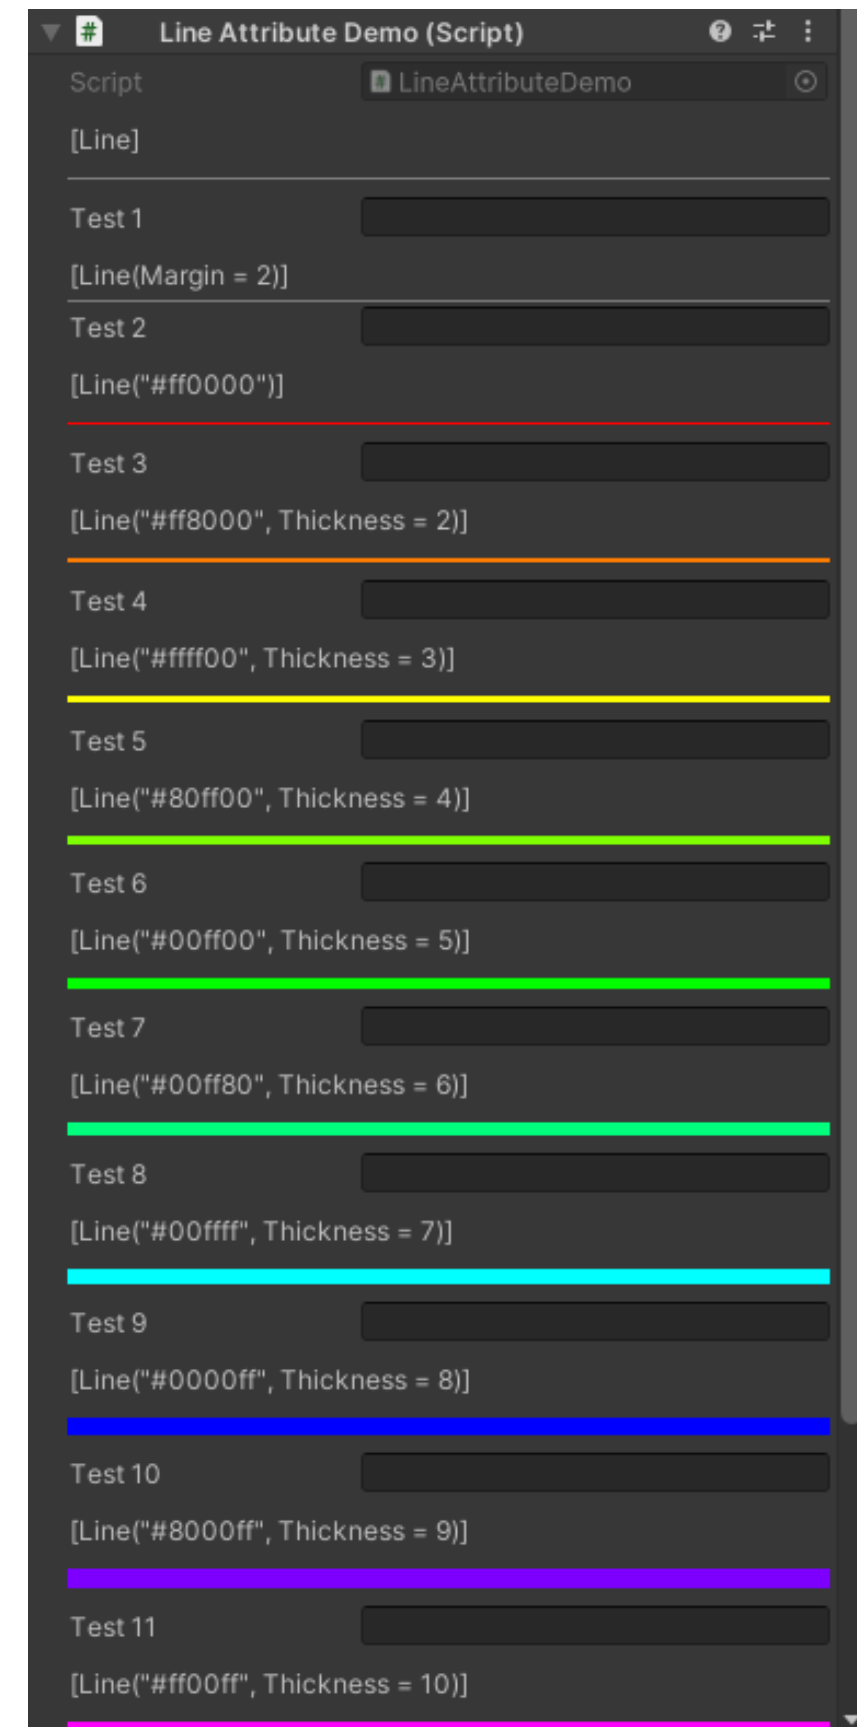 Line Attribute Demo (Script)
Script LineAttributeDemo
[Line]
Test 1
[Line(Margin = 2)]
Test 2
[Line("#ff0000")]
Test 3
[Line("#ff8000", Thickness = 2)]
Test 4
[Line("#ffff00", Thickness = 3)]
Test 5
[Line("#80ff00", Thickness = 4)]
Test 6
[Line("#00ff00", Thickness = 5)]
Test 7
[Line("#00ff80", Thickness = 6)]
Test 8
[Line("#00ffff", Thickness = 7)]
Test 9
[Line("#0000ff", Thickness = 8)]
Test 10
[Line("#8000ff", Thickness = 9)]
Test 11
[Line("#ff00ff", Thickness = 10)]